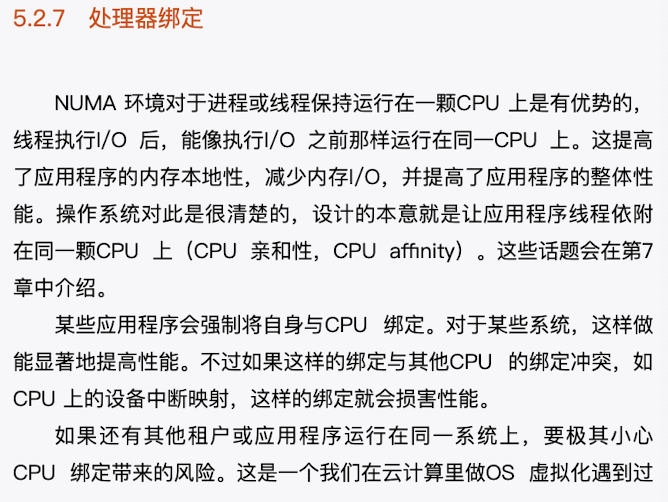 5.2.7 处理器绑定
NUMA 环境对于进程或线程保持运行在一颗CPU 上是有优势的，
线程执行I/O 后，能像执行I/O 之前那样运行在同一CPU 上。这提高
了应用程序的内存本地性，减少内存I/O，并提高了应用程序的整体性
能。操作系统对此是很清楚的，设计的本意就是让应用程序线程依附
在同一颗CPU 上（CPU 亲和性，CPU affinity）。这些话题会在第7
章中介绍。
某些应用程序会强制将自身与CPU 绑定。对于某些系统，这样做
能显著地提高性能。不过如果这样的绑定与其他CPU 的绑定冲突，如
CPU 上的设备中断映射，这样的绑定就会损害性能。
如果还有其他租户或应用程序运行在同一系统上，要极其小心
CPU 绑定带来的风险。这是一个我们在云计算里做OS 虚拟化遇到过